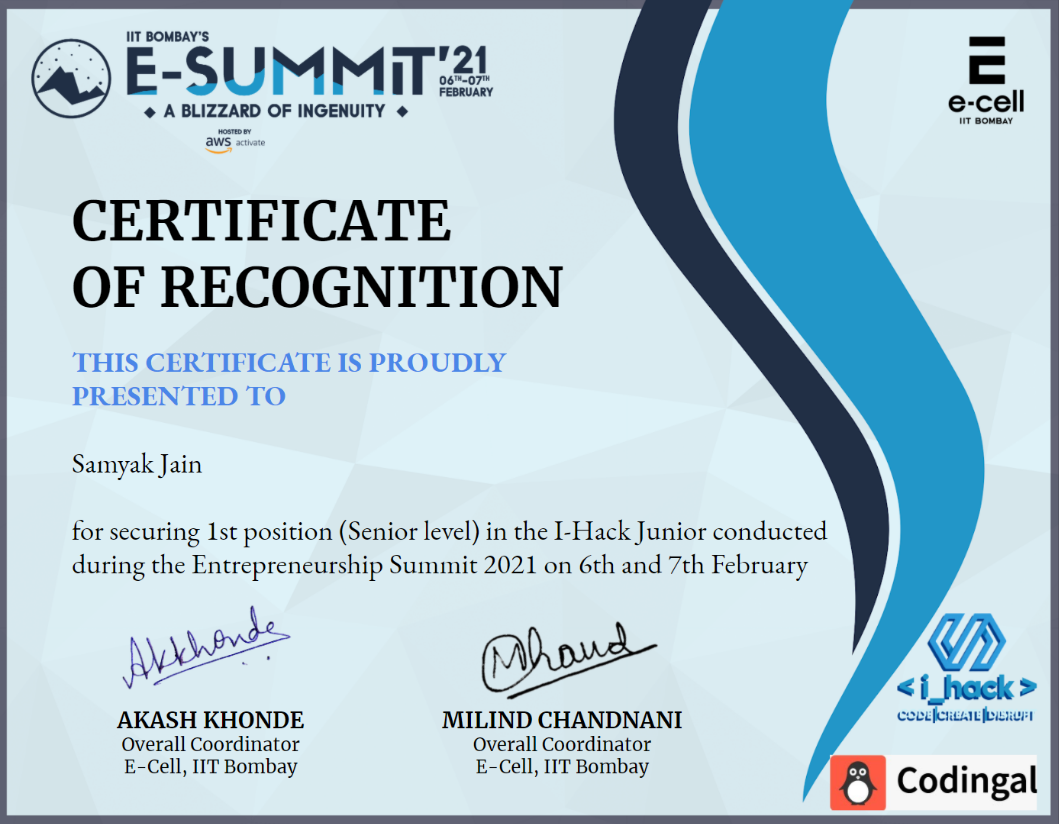 IIT BOMBAY'S
E-SUMMiT'21
06TH-07TH
FEBRUARY
◆ A BLIZZARD OF INGENUITY ◆
HOSTED BY
aws activate
E
e-cell
IIT BOMBAY
CERTIFICATE
OF RECOGNITION
THIS CERTIFICATE IS PROUDLY
PRESENTED TO
Samyak Jain
for securing 1st position (Senior level) in the I-Hack Junior conducted
during the Entrepreneurship Summit 2021 on 6th and 7th February
Akkhonde
AKASH KHONDE
Overall Coordinator
E-Cell, IIT Bombay
MChand
MILIND CHANDNANI
Overall Coordinator
E-Cell, IIT Bombay
<i_hack>
CODE|CREATE|DISRUPT
Codingal